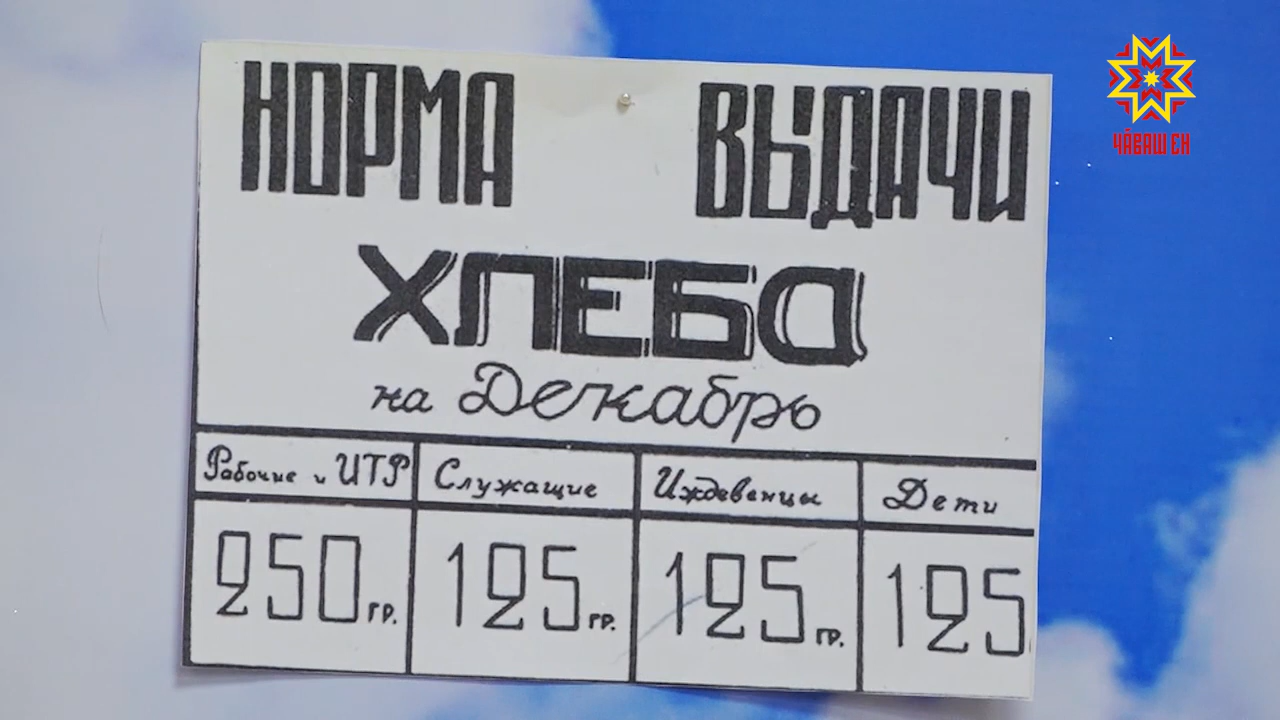 НОРМА ВЫДАЧИ
ХЛЕБА
на Декабрь
Рабочие и ИТР Служащие Иждевенцы Дети
250 гр. 125 гр. 125 гр. 125
ЧӐВАШ ЕН